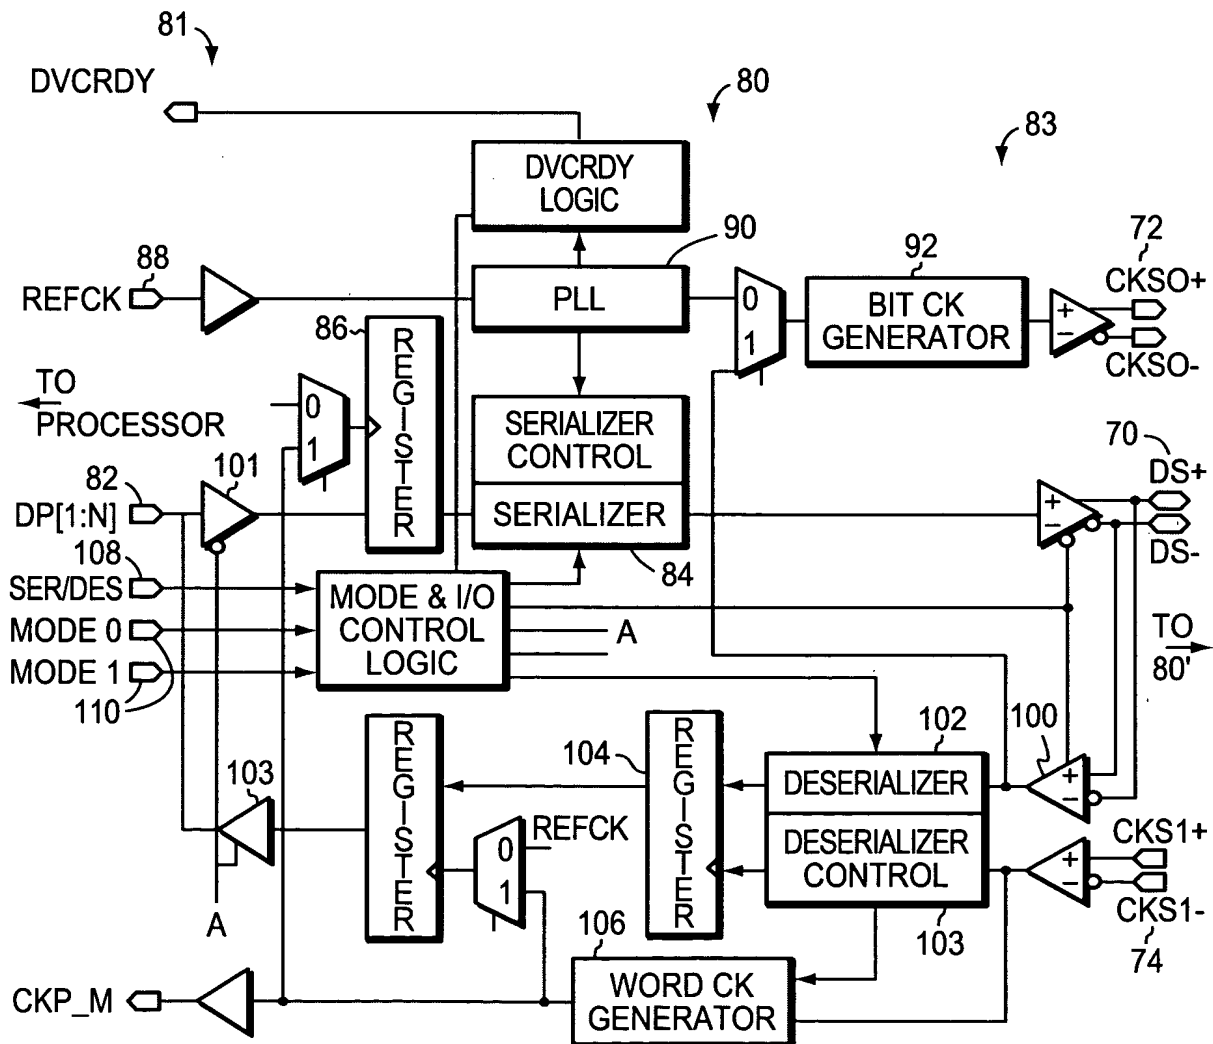 81
DVCRDY
80
83
DVCRDY
LOGIC
90
72
88
92
CKSO+
REFCK
PLL
0
1
BIT CK
GENERATOR
+
−
CKSO-
86
REGISTER
TO
PROCESSOR
0
1
SERIALIZER
CONTROL
70
82
101
DS+
DP[1:N]
SERIALIZER
+
−
DS-
108
84
SER/DES
MODE & I/O
CONTROL
LOGIC
MODE 0
A
TO
80'
MODE 1
110
REGISTER
104
REGISTER
102
100
103
DESERIALIZER
+
−
REFCK
0
1
DESERIALIZER
CONTROL
CKS1+
+
−
A
106
103
CKS1-
74
CKP_M
WORD CK
GENERATOR